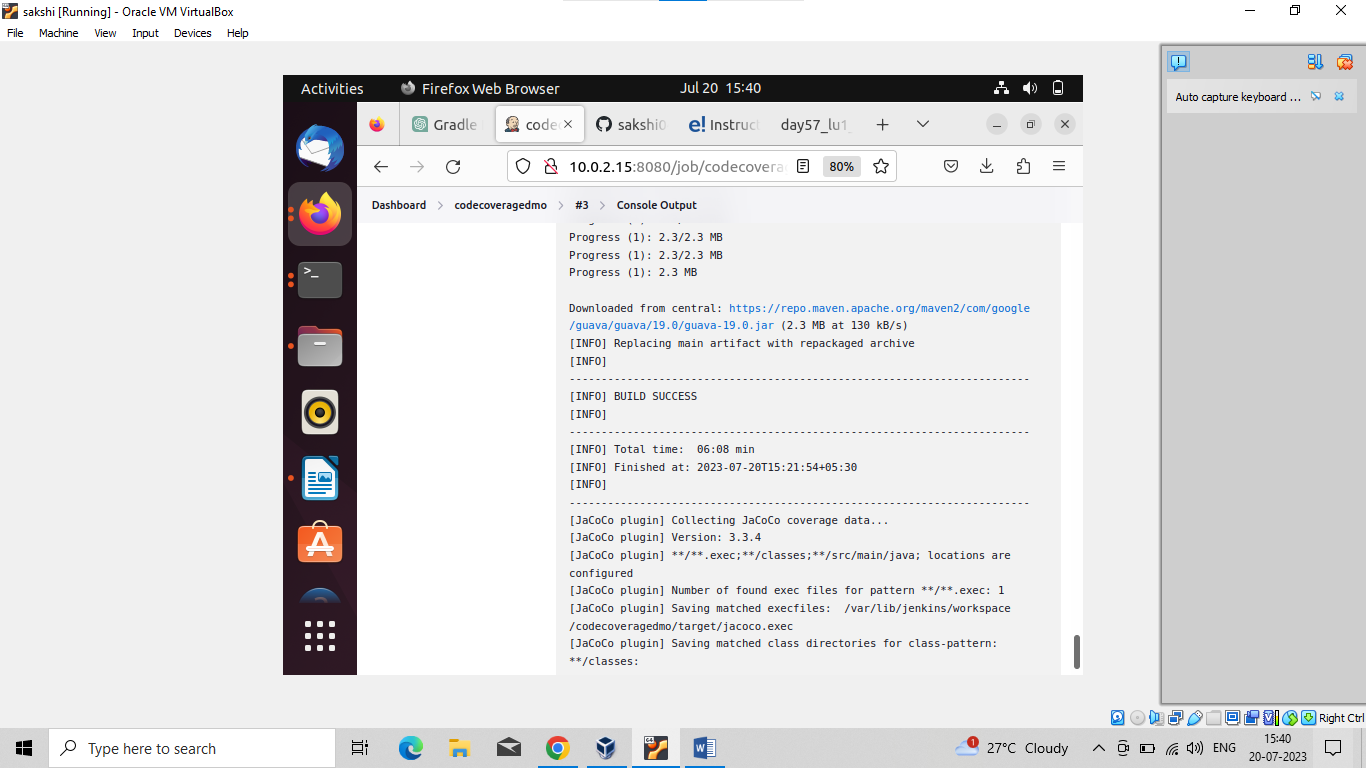 sakshi [Running] - Oracle VM VirtualBox
File Machine View Input Devices Help
Auto capture keyboard ...
Activities Firefox Web Browser Jul 20 15:40
Gradle
code
sakshi0
e! Instruct
day57_lu1_
10.0.2.15:8080/job/codecovera 80%
Dashboard codecoveragedmo #3 Console Output
Progress (1): 2.3/2.3 MB
Progress (1): 2.3/2.3 MB
Progress (1): 2.3 MB
Downloaded from central: https://repo.maven.apache.org/maven2/com/google
/guava/guava/19.0/guava-19.0.jar (2.3 MB at 130 kB/s)
[INFO] Replacing main artifact with repackaged archive
[INFO]
------------------------------------------------------------------------
[INFO] BUILD SUCCESS
[INFO]
------------------------------------------------------------------------
[INFO] Total time:  06:08 min
[INFO] Finished at: 2023-07-20T15:21:54+05:30
[INFO]
------------------------------------------------------------------------
[JaCoCo plugin] Collecting JaCoCo coverage data...
[JaCoCo plugin] Version: 3.3.4
[JaCoCo plugin] **/**.exec;**/classes;**/src/main/java; locations are
configured
[JaCoCo plugin] Number of found exec files for pattern **/**.exec: 1
[JaCoCo plugin] Saving matched execfiles:  /var/lib/jenkins/workspace
/codecoveragedmo/target/jacoco.exec
[JaCoCo plugin] Saving matched class directories for class-pattern:
**/classes:
Right Ctrl
Type here to search
27°C Cloudy
ENG
15:40
20-07-2023